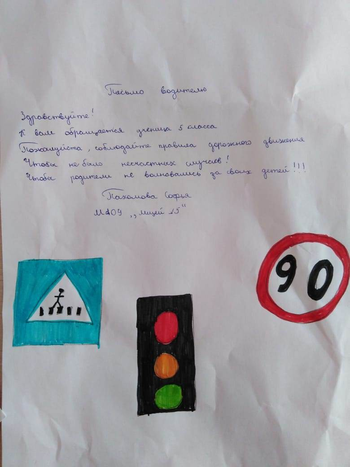 Письмо водителю
Здравствуйте!
К вам обращается ученица 5 класса
Пожалуйста, соблюдайте правила дорожного движения
Чтобы не было несчастных случаев!
Чтобы родители не волновались за своих детей!!!
Пахомова Софья
МАОУ „Лицей 15“
90